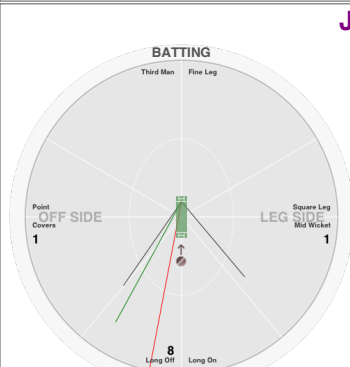 J
BATTING
Third Man Fine Leg
Point Square Leg
OFF SIDE LEG SIDE
Covers Mid Wicket
1 1
8
Long Off Long On